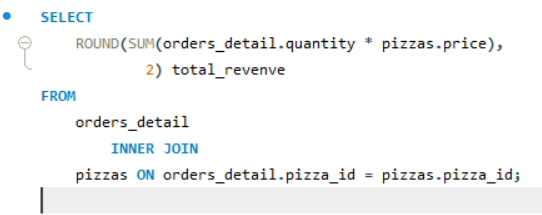 SELECT
ROUND(SUM(orders_detail.quantity * pizzas.price),
2) total_revenve
FROM
orders_detail
INNER JOIN
pizzas ON orders_detail.pizza_id = pizzas.pizza_id;